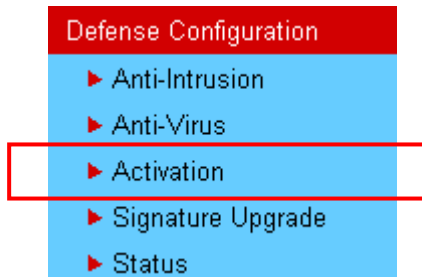 Defense Configuration
Anti-Intrusion
Anti-Virus
Activation
Signature Upgrade
Status